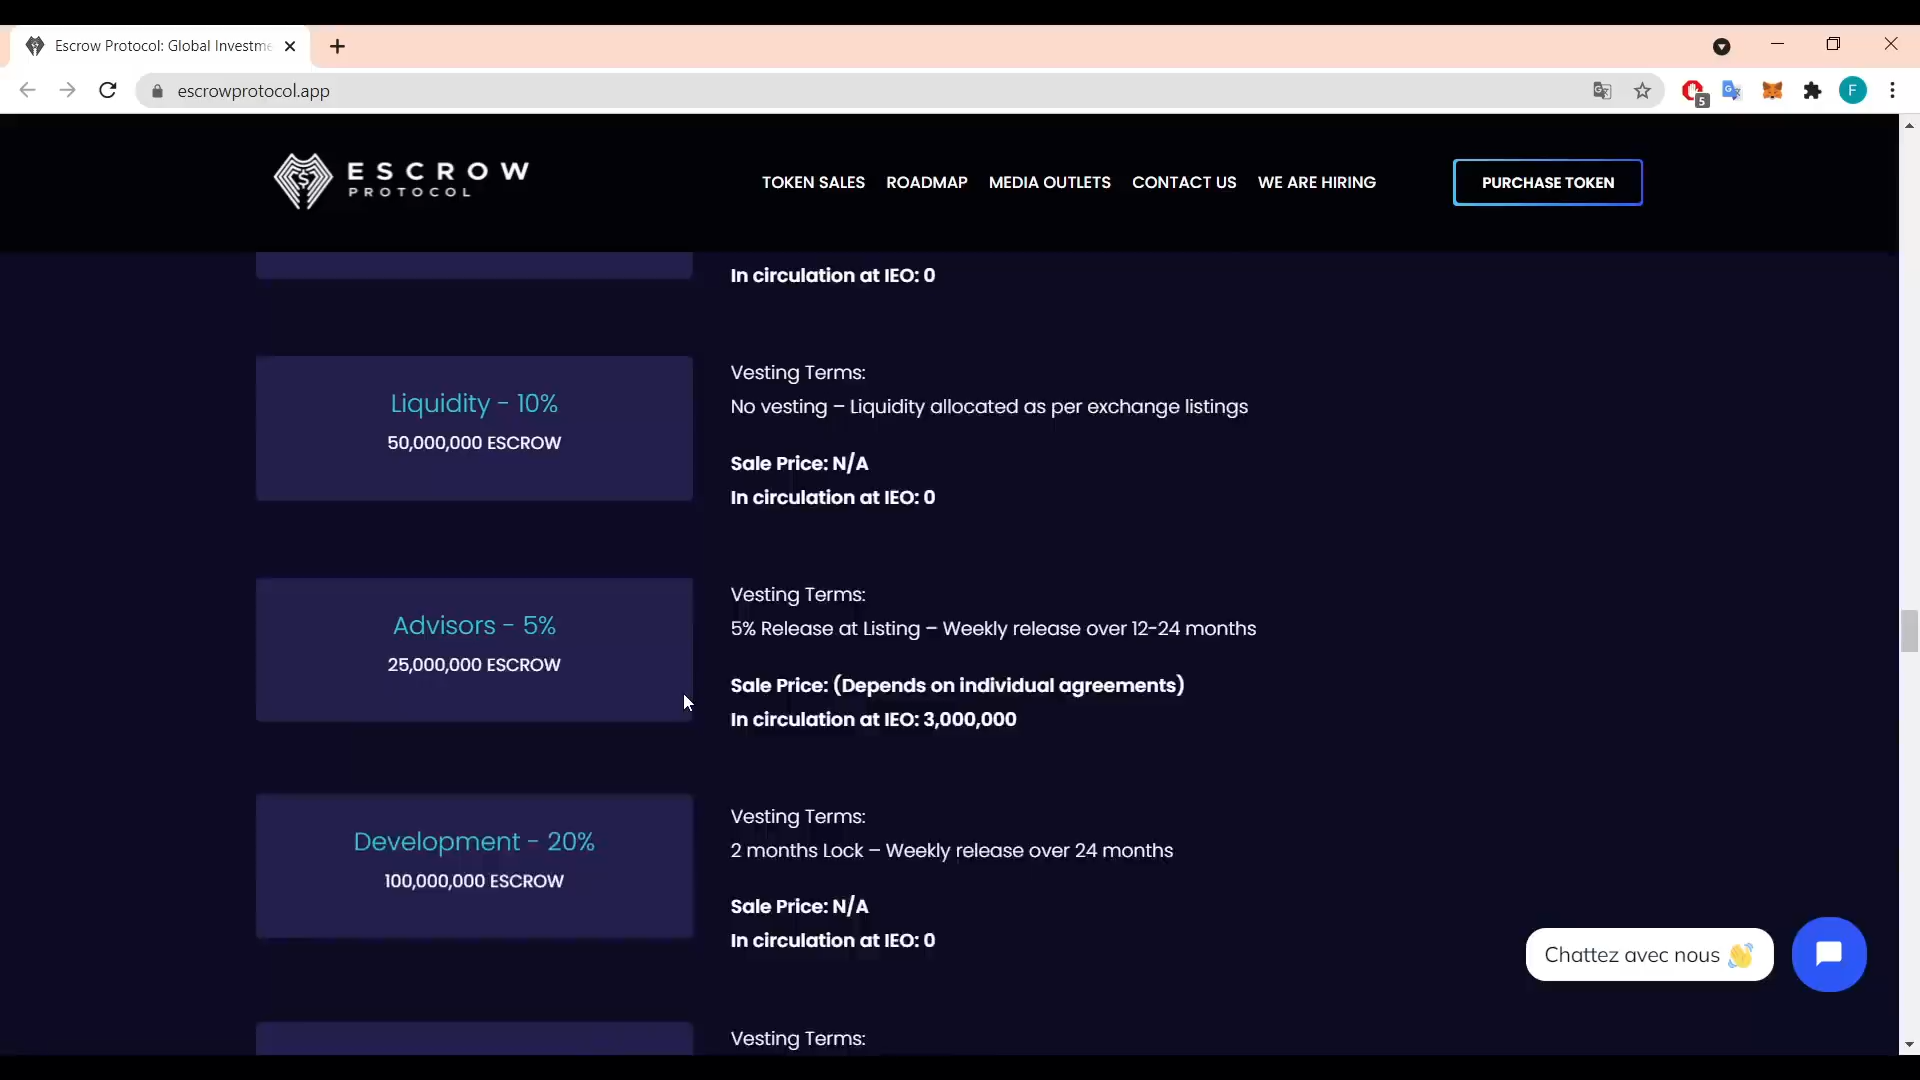 Escrow Protocol: Global Investme
escrowprotocol.app
5
F
ESCROW
PROTOCOL
TOKEN SALES
ROADMAP
MEDIA OUTLETS
CONTACT US
WE ARE HIRING
PURCHASE TOKEN
In circulation at IEO: 0
Liquidity - 10%
50,000,000 ESCROW
Vesting Terms:
No vesting – Liquidity allocated as per exchange listings
Sale Price: N/A
In circulation at IEO: 0
Advisors - 5%
25,000,000 ESCROW
Vesting Terms:
5% Release at Listing – Weekly release over 12-24 months
Sale Price: (Depends on individual agreements)
In circulation at IEO: 3,000,000
Development - 20%
100,000,000 ESCROW
Vesting Terms:
2 months Lock – Weekly release over 24 months
Sale Price: N/A
In circulation at IEO: 0
Chattez avec nous 👋
Vesting Terms: